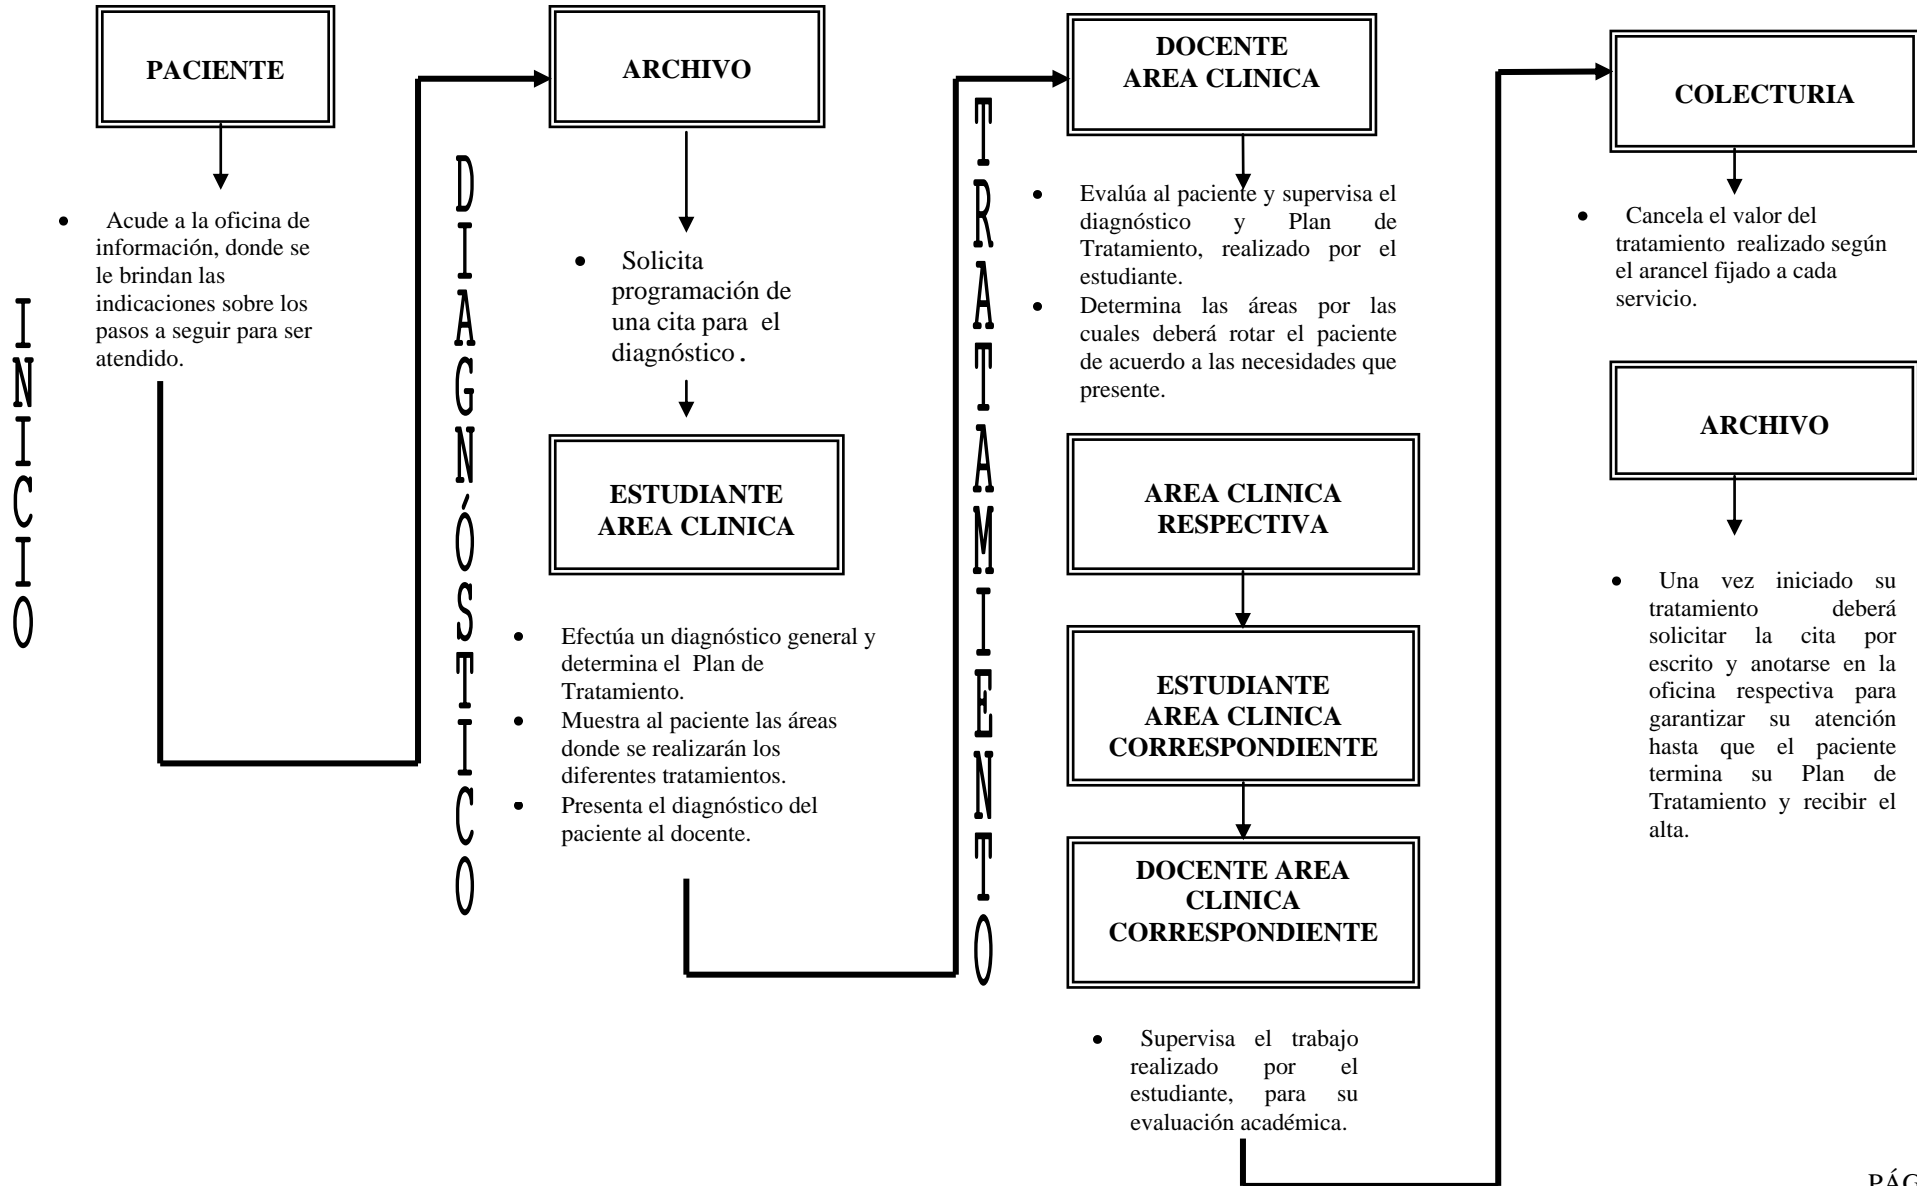 INICIO
PACIENTE
Acude a la oficina de
información, donde se
le brindan las
indicaciones sobre los
pasos a seguir para ser
atendido.
DIAGNÓSTICO
ARCHIVO
Solicita
programación de
una cita para el
diagnóstico.
ESTUDIANTE
AREA CLINICA
Efectúa un diagnóstico general y
determina el Plan de
Tratamiento.
Muestra al paciente las áreas
donde se realizarán los
diferentes tratamientos.
Presenta el diagnóstico del
paciente al docente.
TRATAMIENTO
DOCENTE
AREA CLINICA
Evalúa al paciente y supervisa el
diagnóstico y Plan de
Tratamiento, realizado por el
estudiante.
Determina las áreas por las
cuales deberá rotar el paciente
de acuerdo a las necesidades que
presente.
AREA CLINICA
RESPECTIVA
ESTUDIANTE
AREA CLINICA
CORRESPONDIENTE
DOCENTE AREA
CLINICA
CORRESPONDIENTE
Supervisa el trabajo
realizado por el
estudiante, para su
evaluación académica.
COLECTURIA
Cancela el valor del
tratamiento realizado según
el arancel fijado a cada
servicio.
ARCHIVO
Una vez iniciado su
tratamiento deberá
solicitar la cita por
escrito y anotarse en la
oficina respectiva para
garantizar su atención
hasta que el paciente
termina su Plan de
Tratamiento y recibir el
alta.